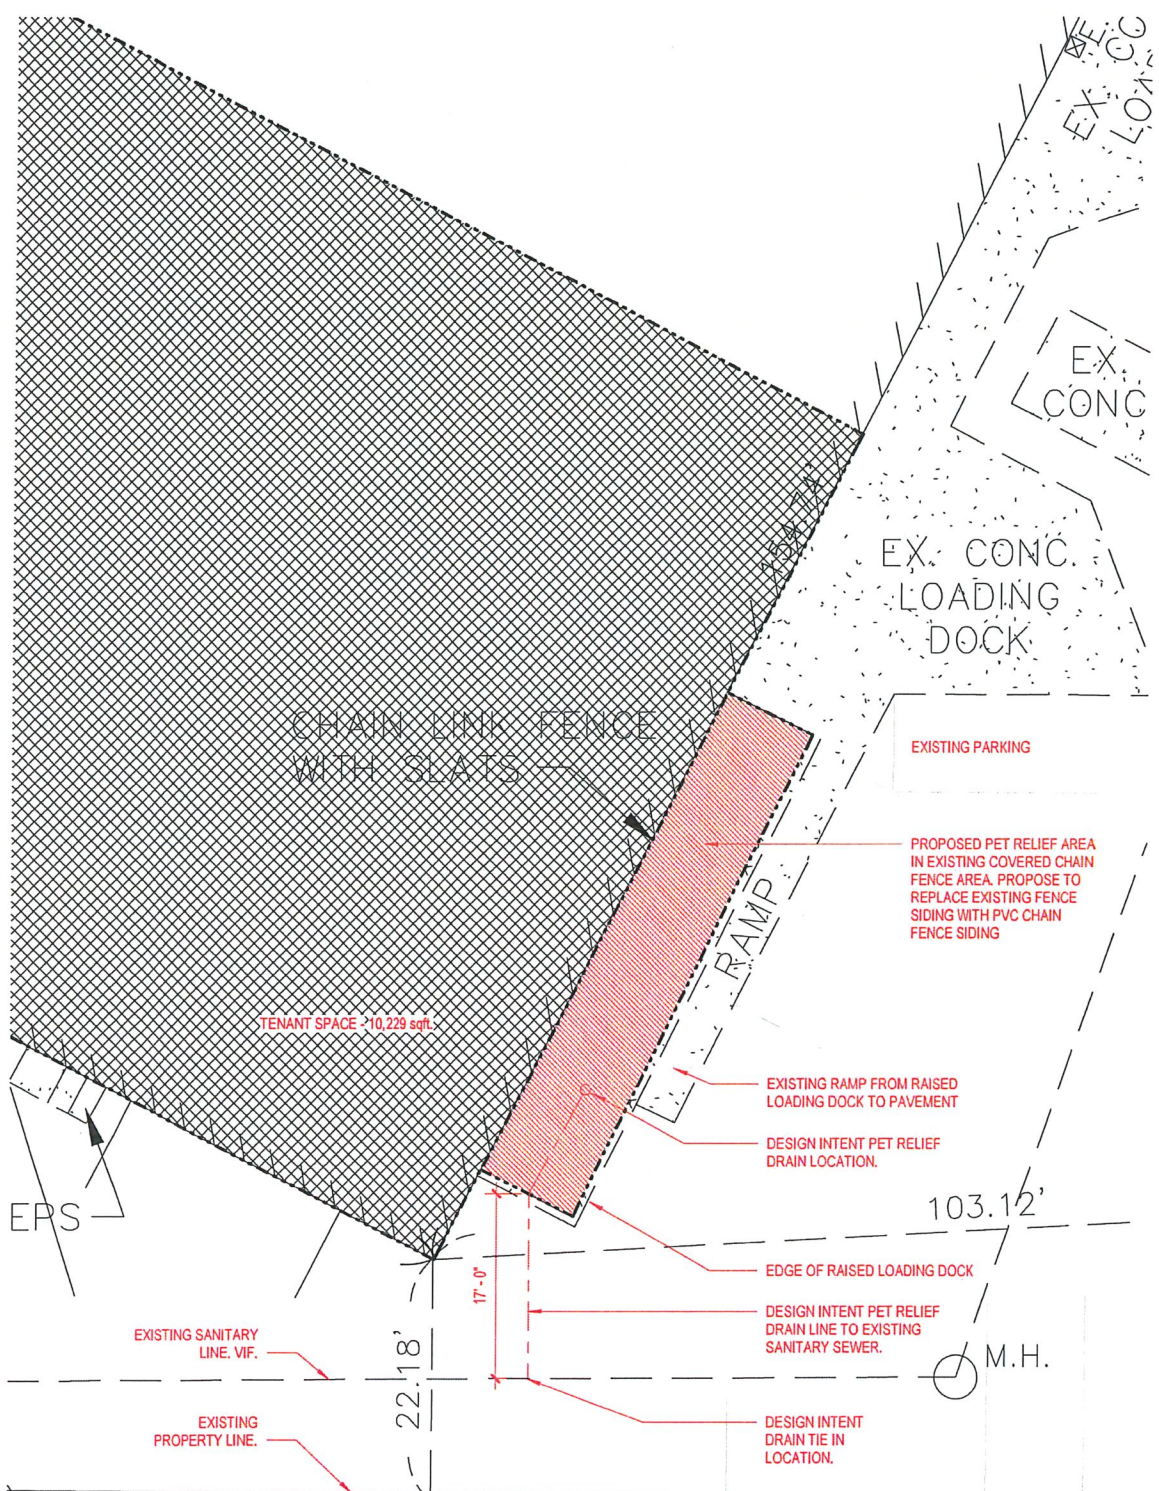 E.
EX. CO
EX.
CONC
154.74'
EX. CONC.
LOADING
DOCK
CHAIN LINK FENCE
WITH SLATS
EXISTING PARKING
PROPOSED PET RELIEF AREA
IN EXISTING COVERED CHAIN
FENCE AREA. PROPOSE TO
REPLACE EXISTING FENCE
SIDING WITH PVC CHAIN
FENCE SIDING
RAMP
TENANT SPACE - 10,229 sqft.
EXISTING RAMP FROM RAISED
LOADING DOCK TO PAVEMENT
DESIGN INTENT PET RELIEF
DRAIN LOCATION.
EPS
103.12'
EDGE OF RAISED LOADING DOCK
17' - 0"
DESIGN INTENT PET RELIEF
DRAIN LINE TO EXISTING
SANITARY SEWER.
EXISTING SANITARY
LINE. VIF.
22.18'
M.H.
EXISTING
PROPERTY LINE.
DESIGN INTENT
DRAIN TIE IN
LOCATION.